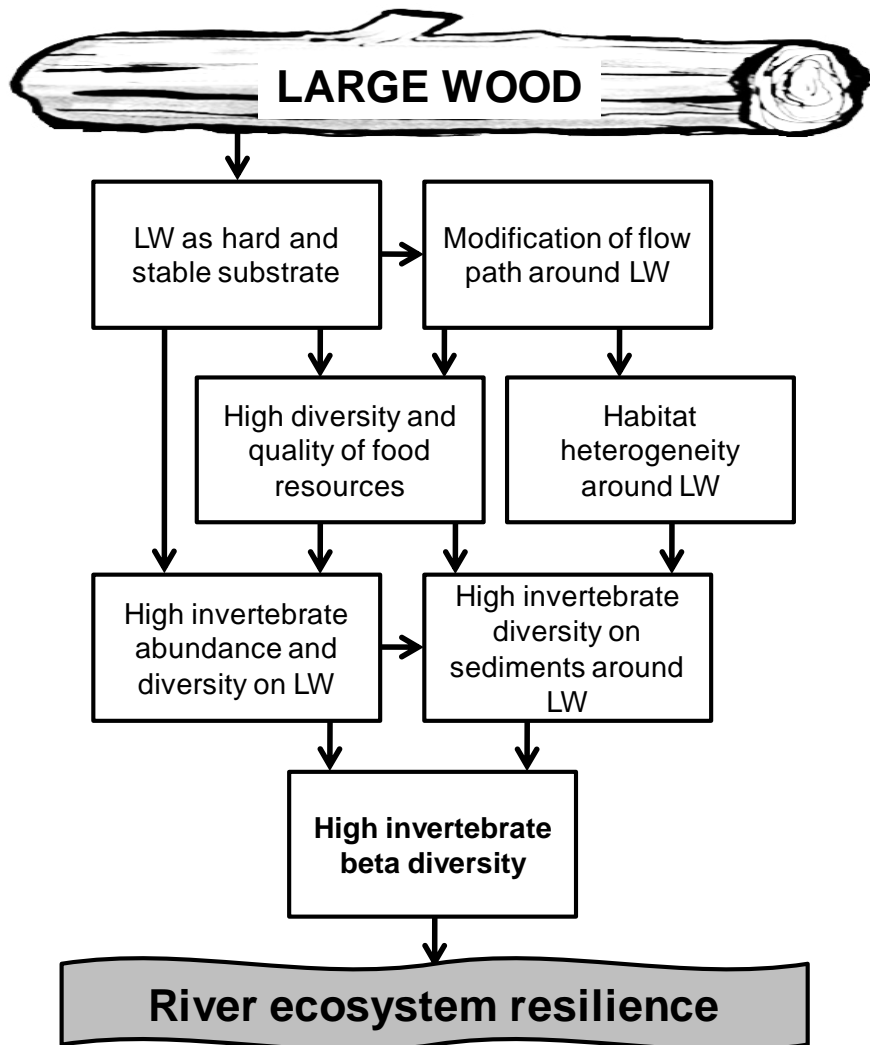 LARGE WOOD
LW as hard and
stable substrate
Modification of flow
path around LW
High diversity and
quality of food
resources
Habitat
heterogeneity
around LW
High invertebrate
abundance and
diversity on LW
High invertebrate
diversity on
sediments around
LW
High invertebrate
beta diversity
River ecosystem resilience